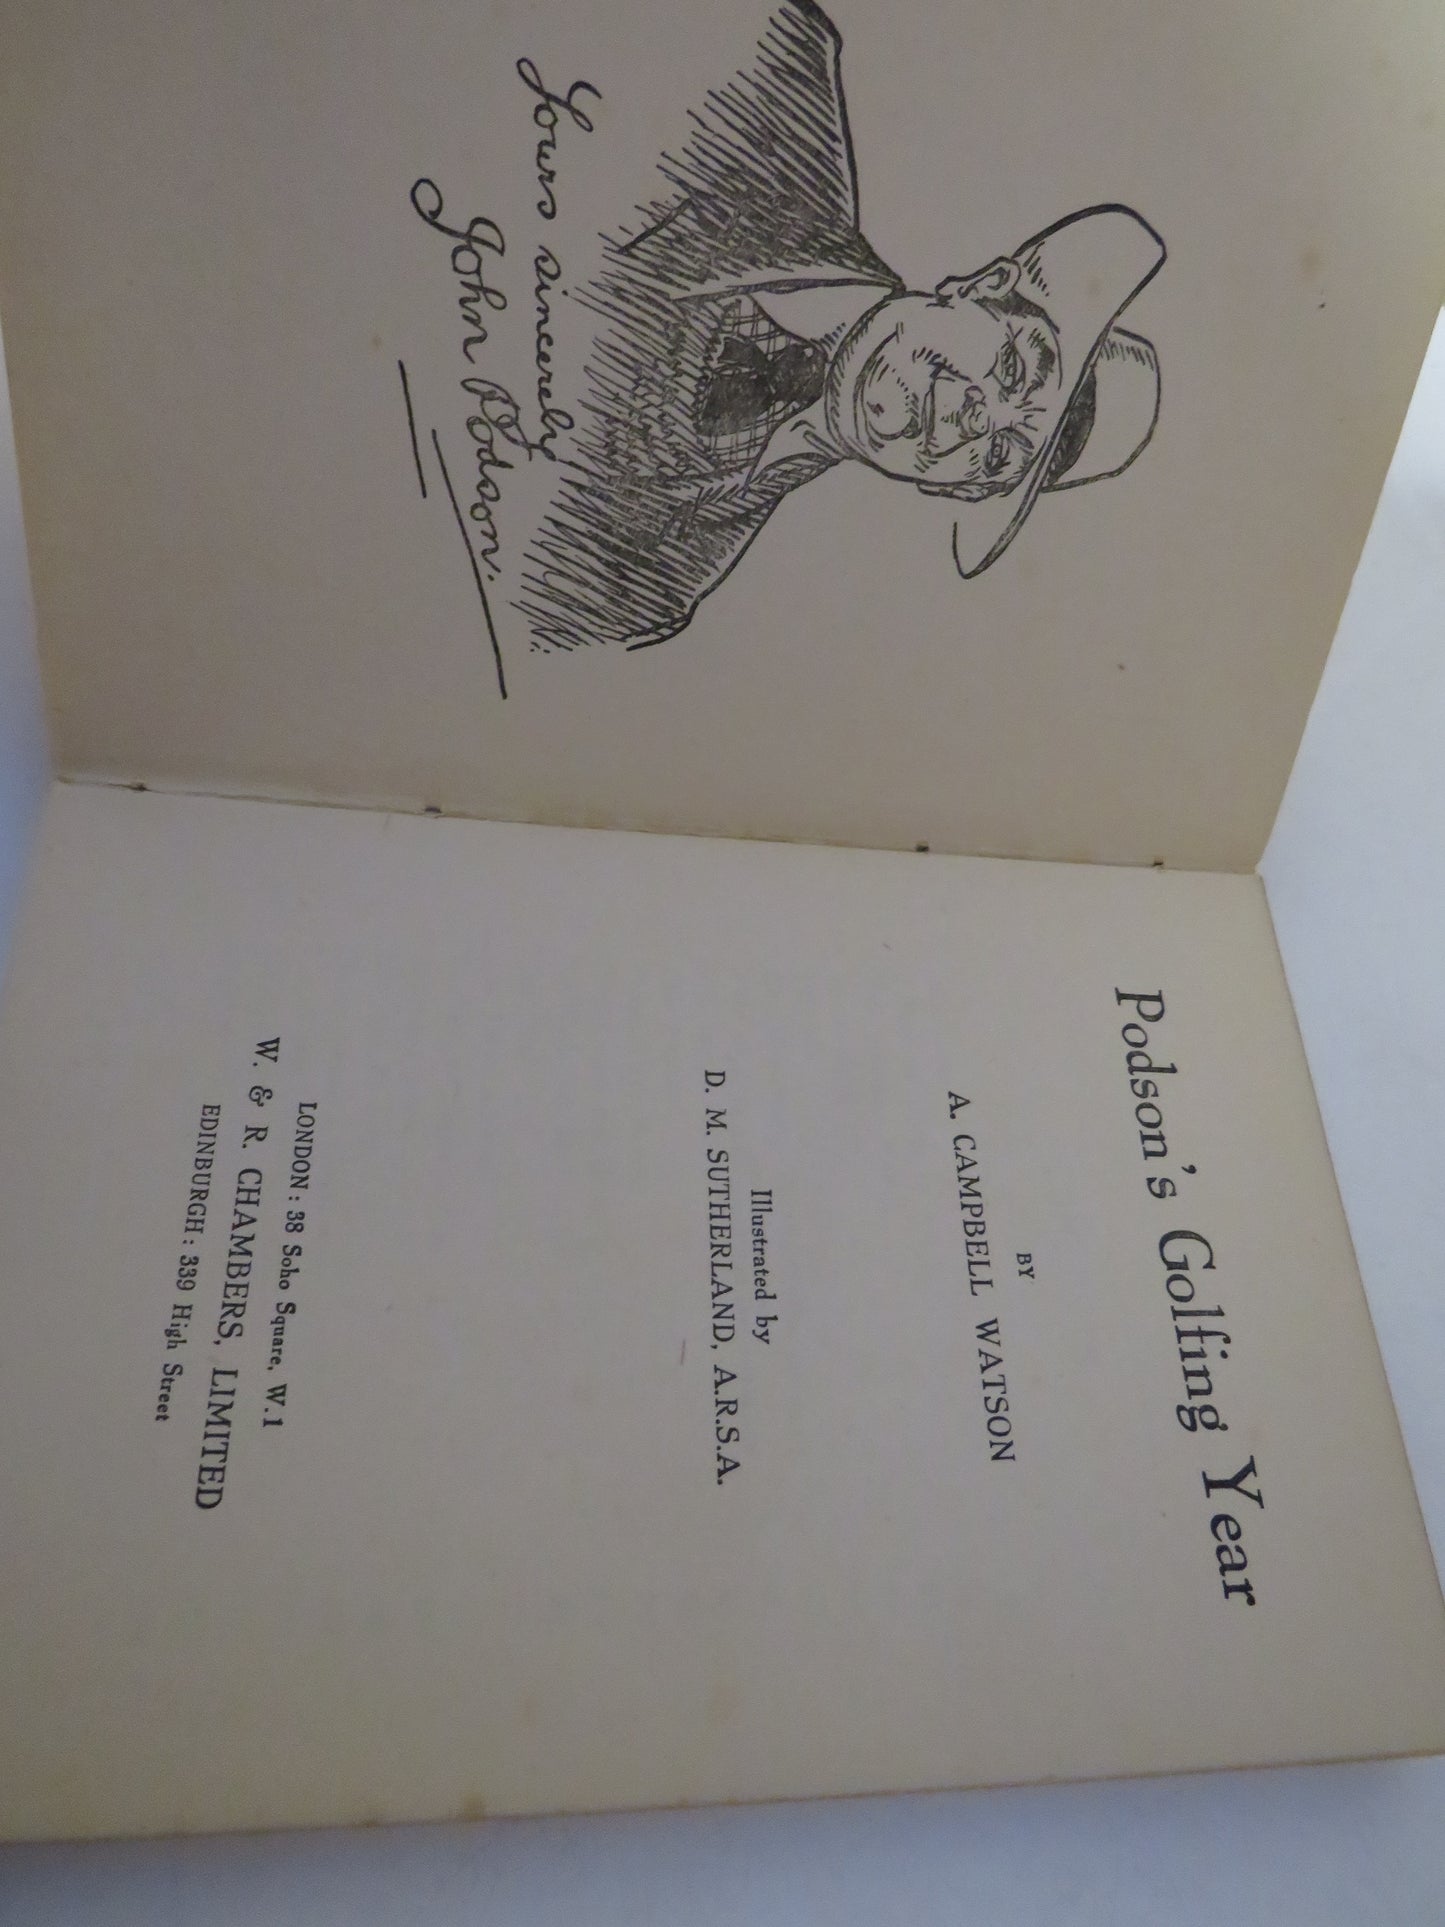 Yours sincerely
John Podson.
Podson's Golfing Year
BY
A. CAMPBELL WATSON
Illustrated by
D. M. SUTHERLAND, A.R.S.A.
LONDON: 38 Soho Square, W.1
W. & R. CHAMBERS, LIMITED
EDINBURGH: 339 High Street